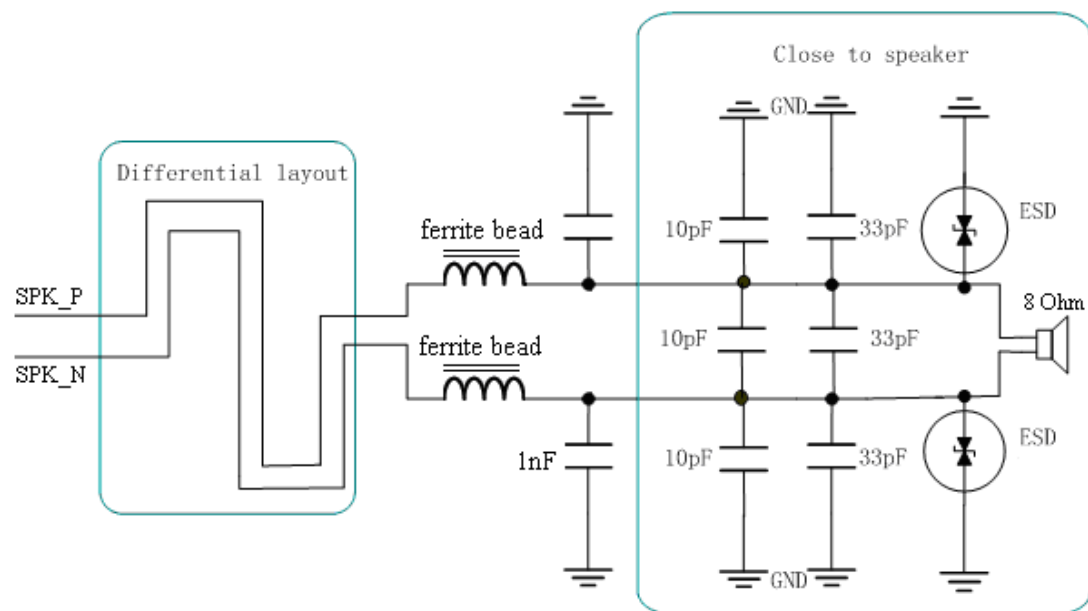 Close to speaker
GND
Differential layout
ESD
ferrite bead
10pF
33pF
SPK_P
8 Ohm
ferrite bead
10pF
33pF
SPK_N
1nF
10pF
33pF
ESD
GND